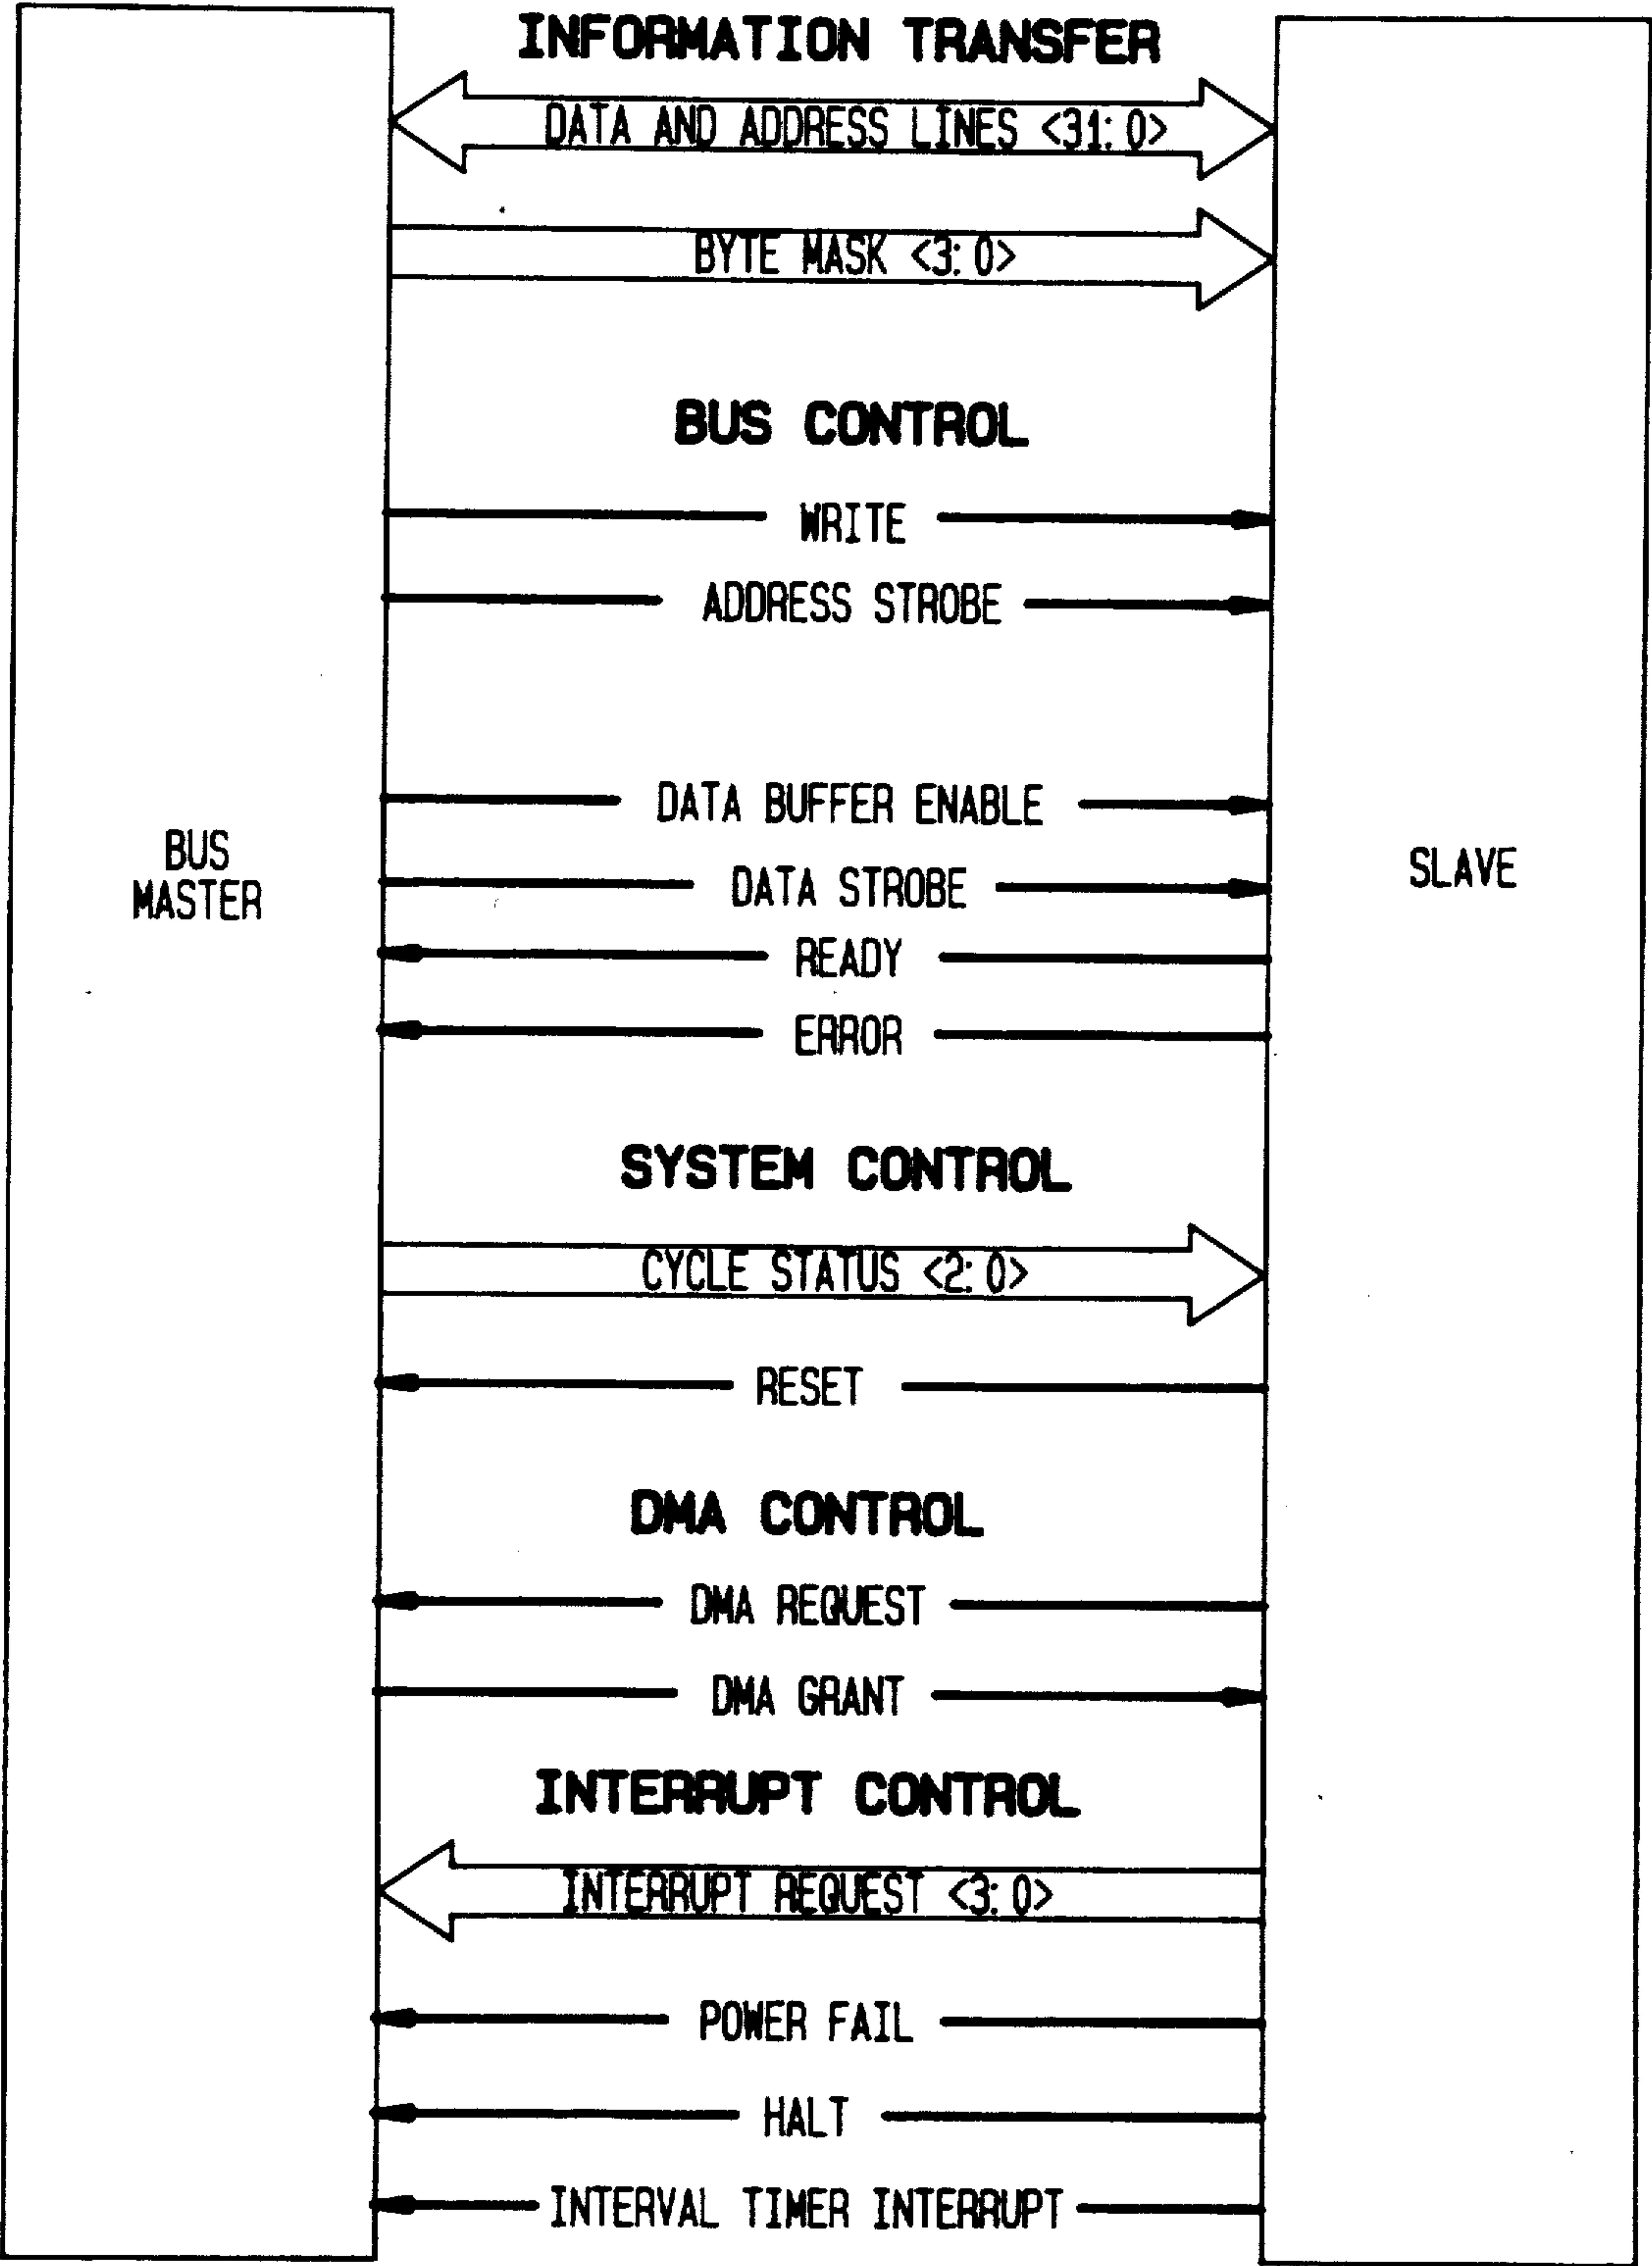 INFORMATION TRANSFER
DATA AND ADDRESS LINES <31:0>
BYTE MASK <3:0>
BUS CONTROL
WRITE
ADDRESS STROBE
DATA BUFFER ENABLE
BUS
MASTER
SLAVE
DATA STROBE
READY
ERROR
SYSTEM CONTROL
CYCLE STATUS <2:0>
RESET
DMA CONTROL
DMA REQUEST
DMA GRANT
INTERRUPT CONTROL
INTERRUPT REQUEST <3:0>
POWER FAIL
HALT
INTERVAL TIMER INTERRUPT